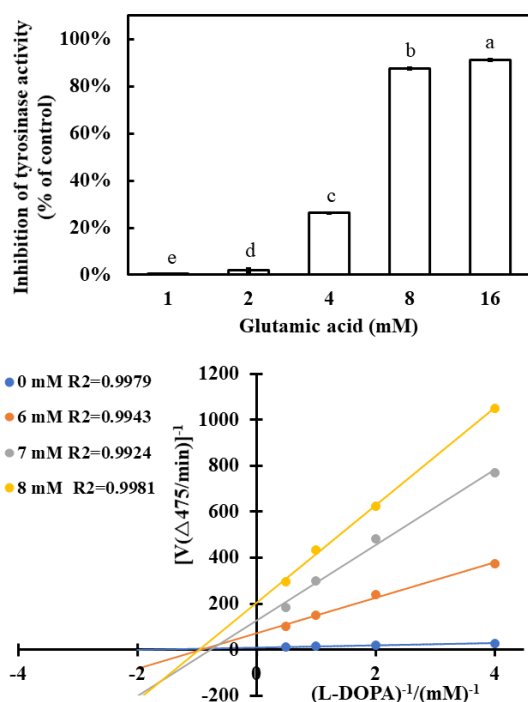 Inhibition of tyrosinase activity
(% of control)
100%
80%
60%
40%
20%
0%
e
d
c
b
a
1 2 4 8 16
Glutamic acid (mM)
0 mM R2=0.9979
6 mM R2=0.9943
7 mM R2=0.9924
8 mM R2=0.9981
[V(△475/min)]⁻¹
1200
1000
800
600
400
200
0
-200
-4 -2 0 2 4
(L-DOPA)⁻¹/(mM)⁻¹